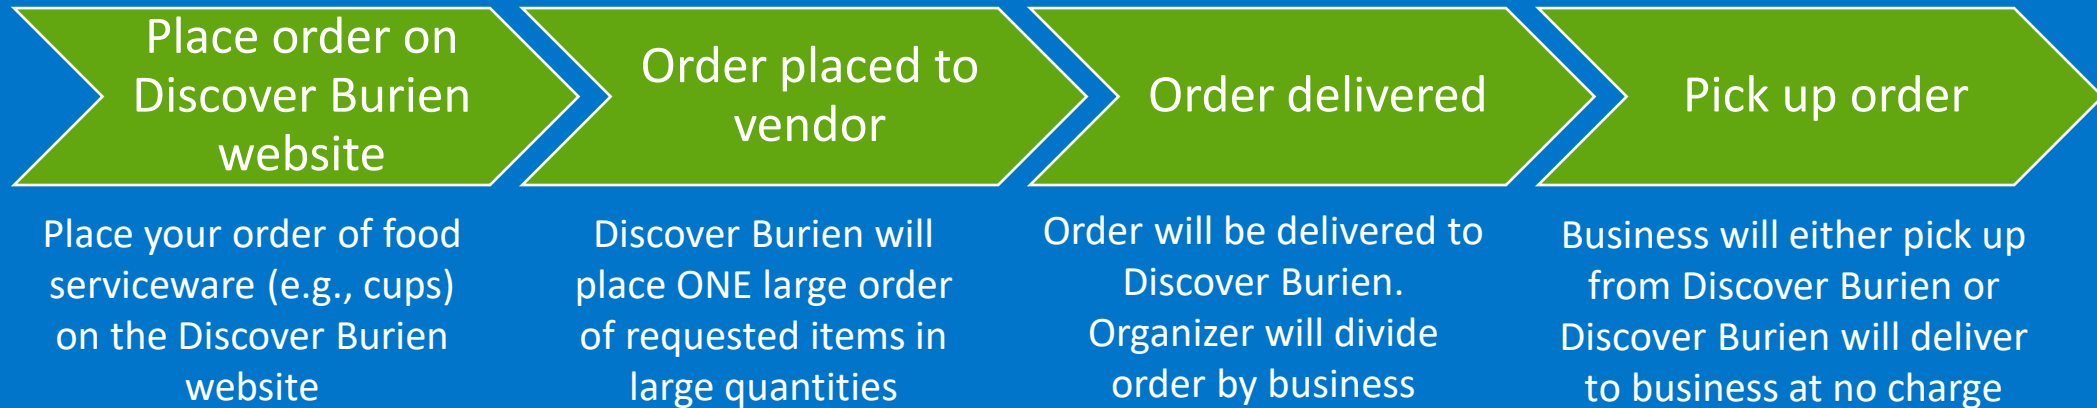 Place order on
Discover Burien
website
Order placed to
vendor
Order delivered
Pick up order
Place your order of food
serviceware (e.g., cups)
on the Discover Burien
website
Discover Burien will
place ONE large order
of requested items in
large quantities
Order will be delivered to
Discover Burien.
Organizer will divide
order by business
Business will either pick up
from Discover Burien or
Discover Burien will deliver
to business at no charge